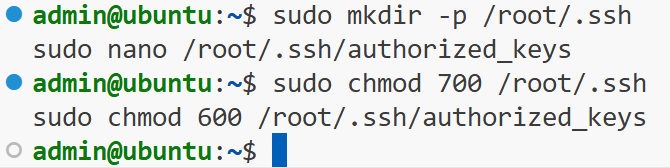 admin@ubuntu:~$ sudo mkdir -p /root/.ssh
sudo nano /root/.ssh/authorized_keys
admin@ubuntu:~$ sudo chmod 700 /root/.ssh
sudo chmod 600 /root/.ssh/authorized_keys
admin@ubuntu:~$